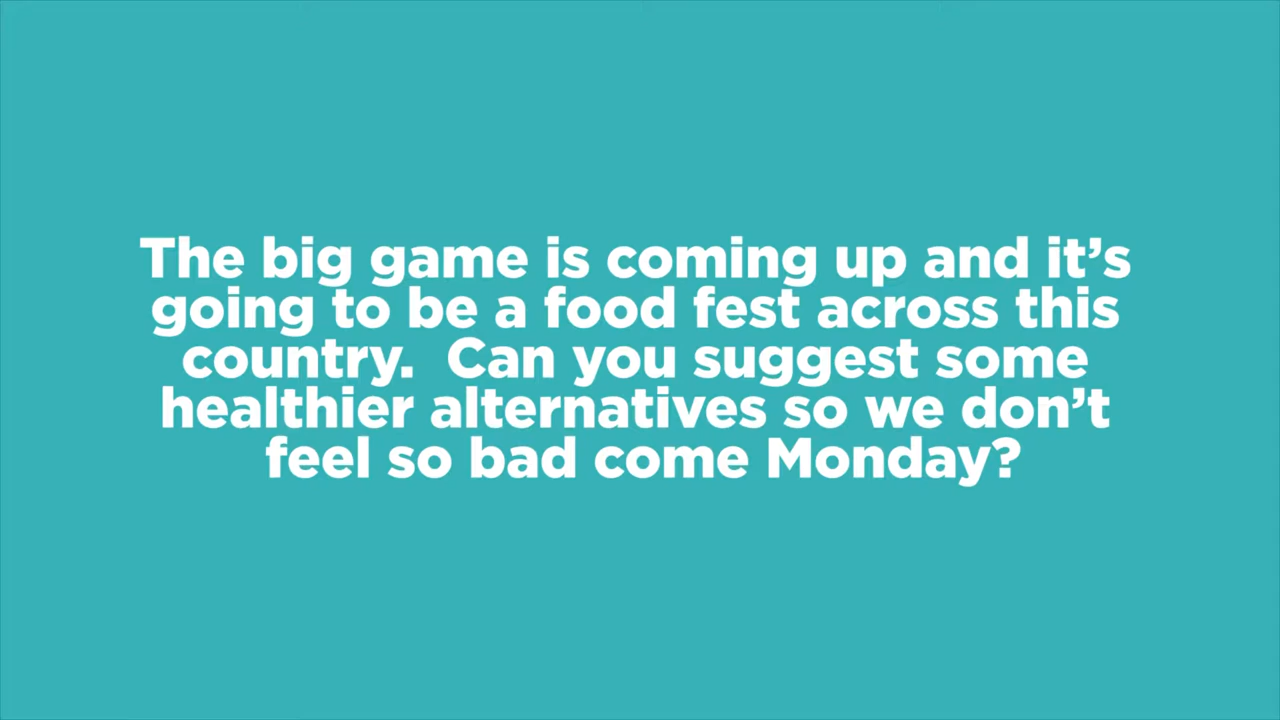 The big game is coming up and it’s
going to be a food fest across this
country.  Can you suggest some
healthier alternatives so we don’t
feel so bad come Monday?